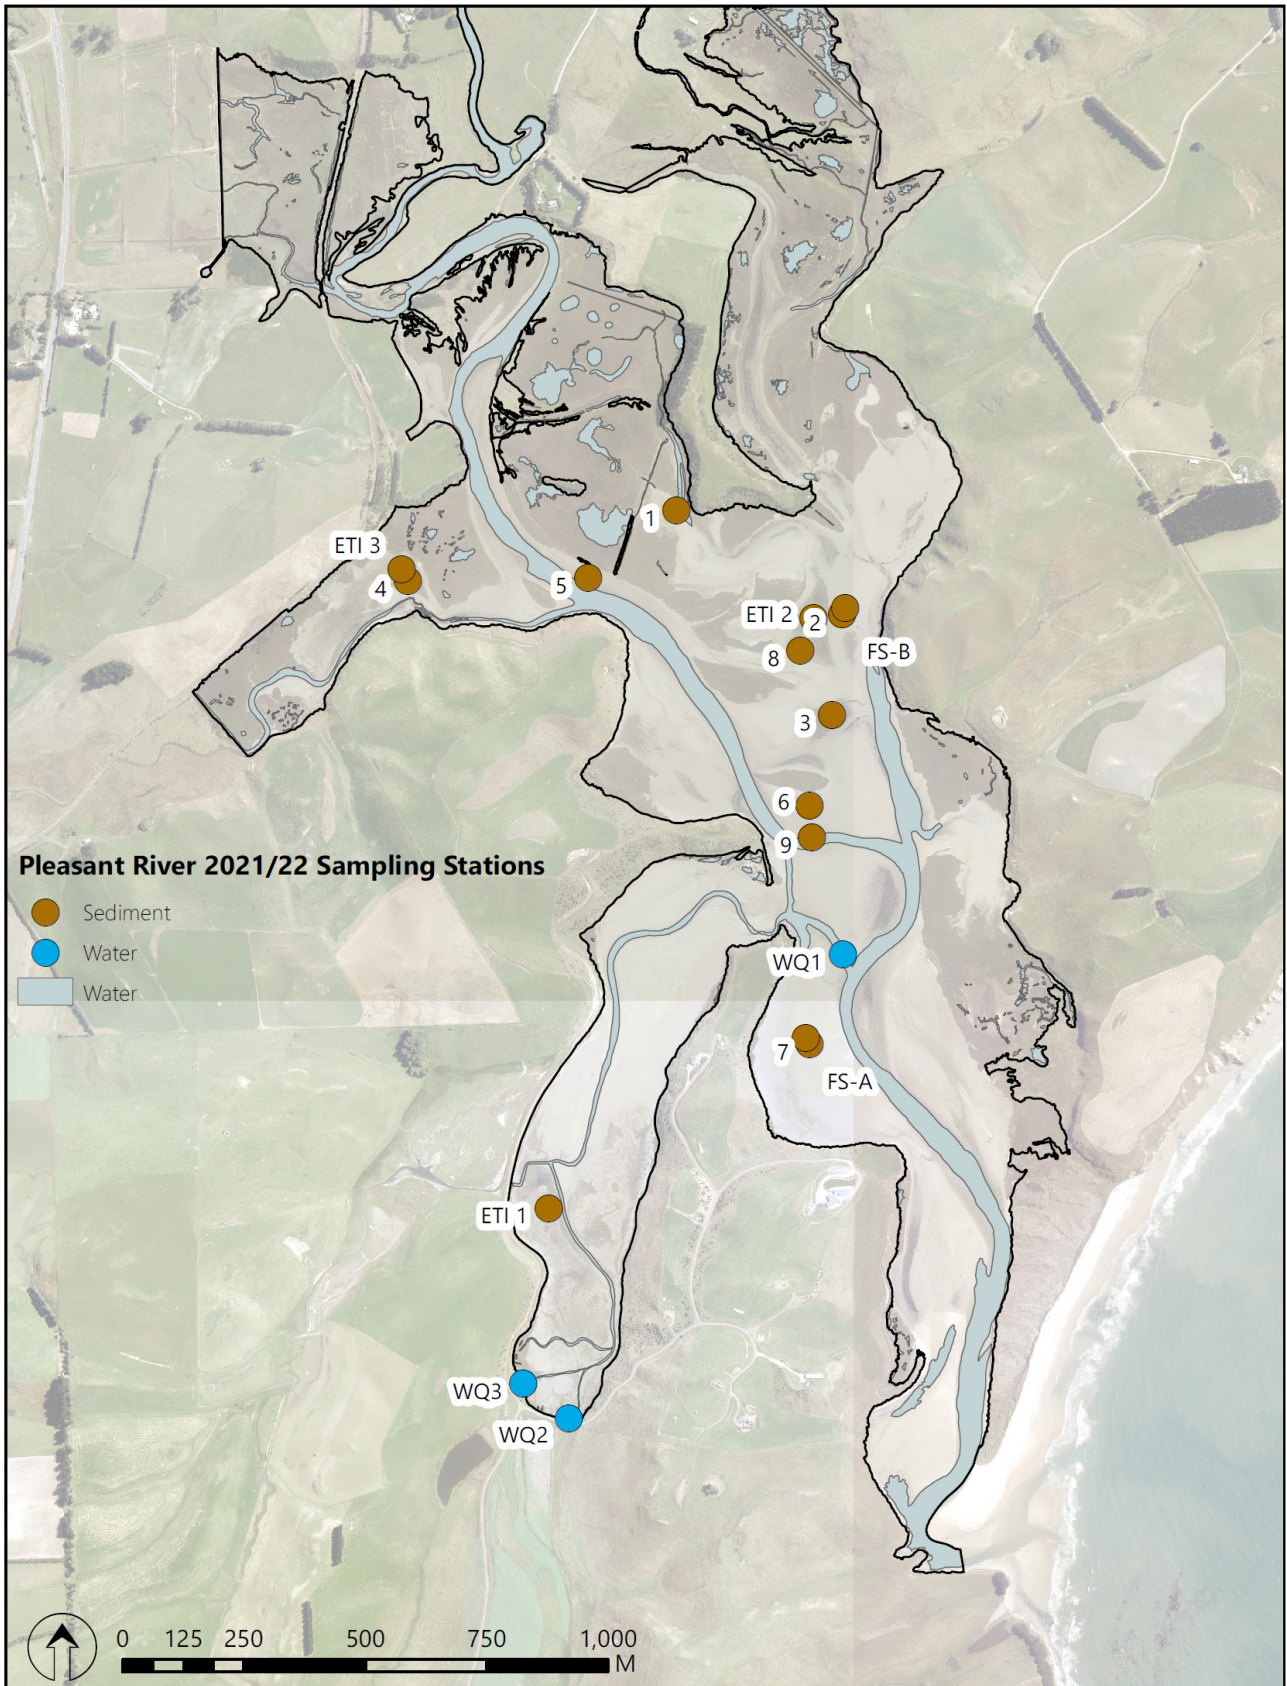 1
ETI 3
4
5
ETI 2
2
8
FS-B
3
6
9
Pleasant River 2021/22 Sampling Stations
Sediment
Water
Water
WQ1
7
FS-A
ETI 1
WQ3
WQ2
0 125 250 500 750 1,000
M